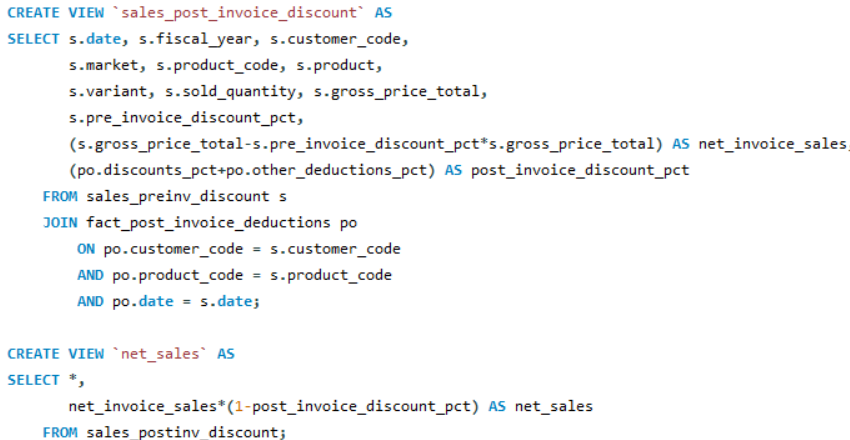 CREATE VIEW `sales_post_invoice_discount` AS
SELECT s.date, s.fiscal_year, s.customer_code,
s.market, s.product_code, s.product,
s.variant, s.sold_quantity, s.gross_price_total,
s.pre_invoice_discount_pct,
(s.gross_price_total-s.pre_invoice_discount_pct*s.gross_price_total) AS net_invoice_sales,
(po.discounts_pct+po.other_deductions_pct) AS post_invoice_discount_pct
FROM sales_preinv_discount s
JOIN fact_post_invoice_deductions po
ON po.customer_code = s.customer_code
AND po.product_code = s.product_code
AND po.date = s.date;
CREATE VIEW `net_sales` AS
SELECT *,
net_invoice_sales*(1-post_invoice_discount_pct) AS net_sales
FROM sales_postinv_discount;